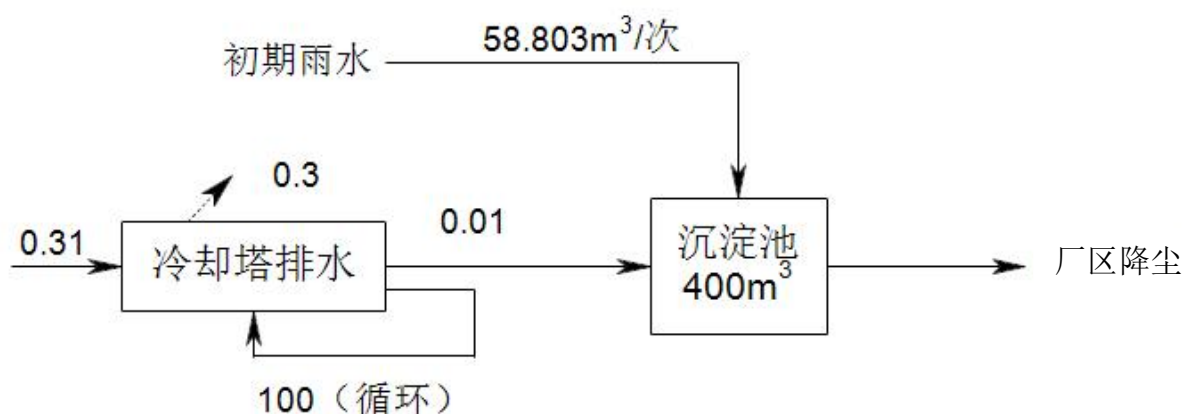 58.803m³/次
初期雨水
0.3
0.31
冷却塔排水
0.01
沉淀池
400m³
厂区降尘
100（循环）